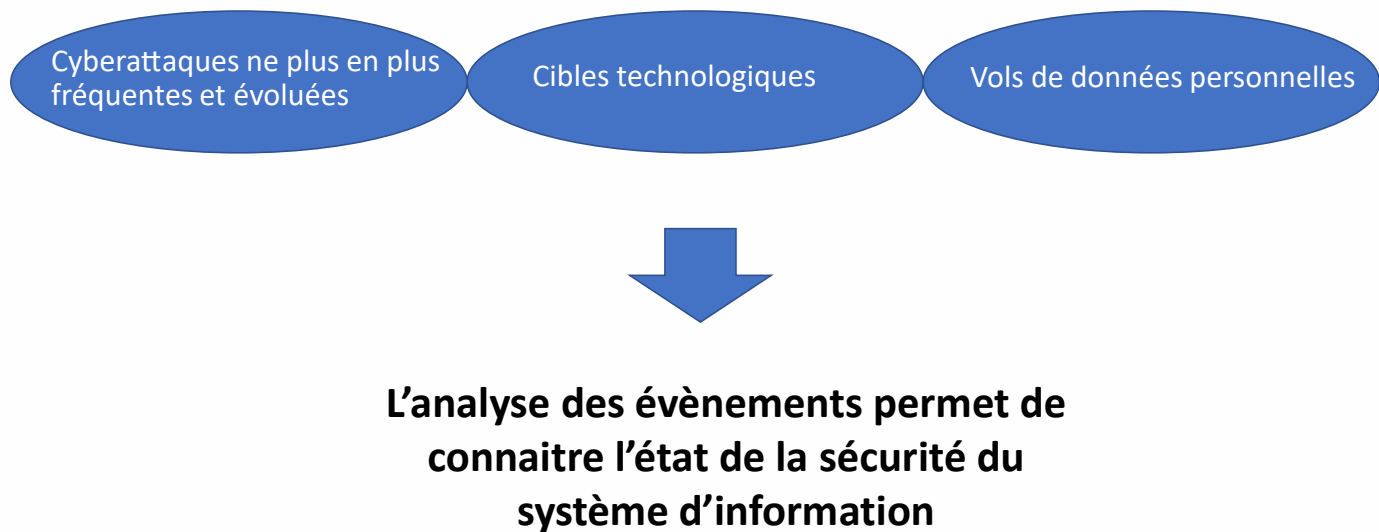 Cyberattaques ne plus en plus
fréquentes et évoluées
Cibles technologiques
Vols de données personnelles
L’analyse des évènements permet de
connaitre l’état de la sécurité du
système d’information